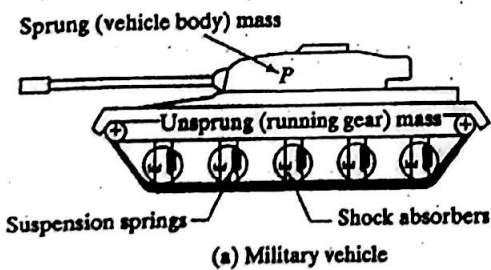 Sprung (vehicle body) mass
P
Unsprung (running gear) mass
Suspension springs
Shock absorbers
(a) Military vehicle